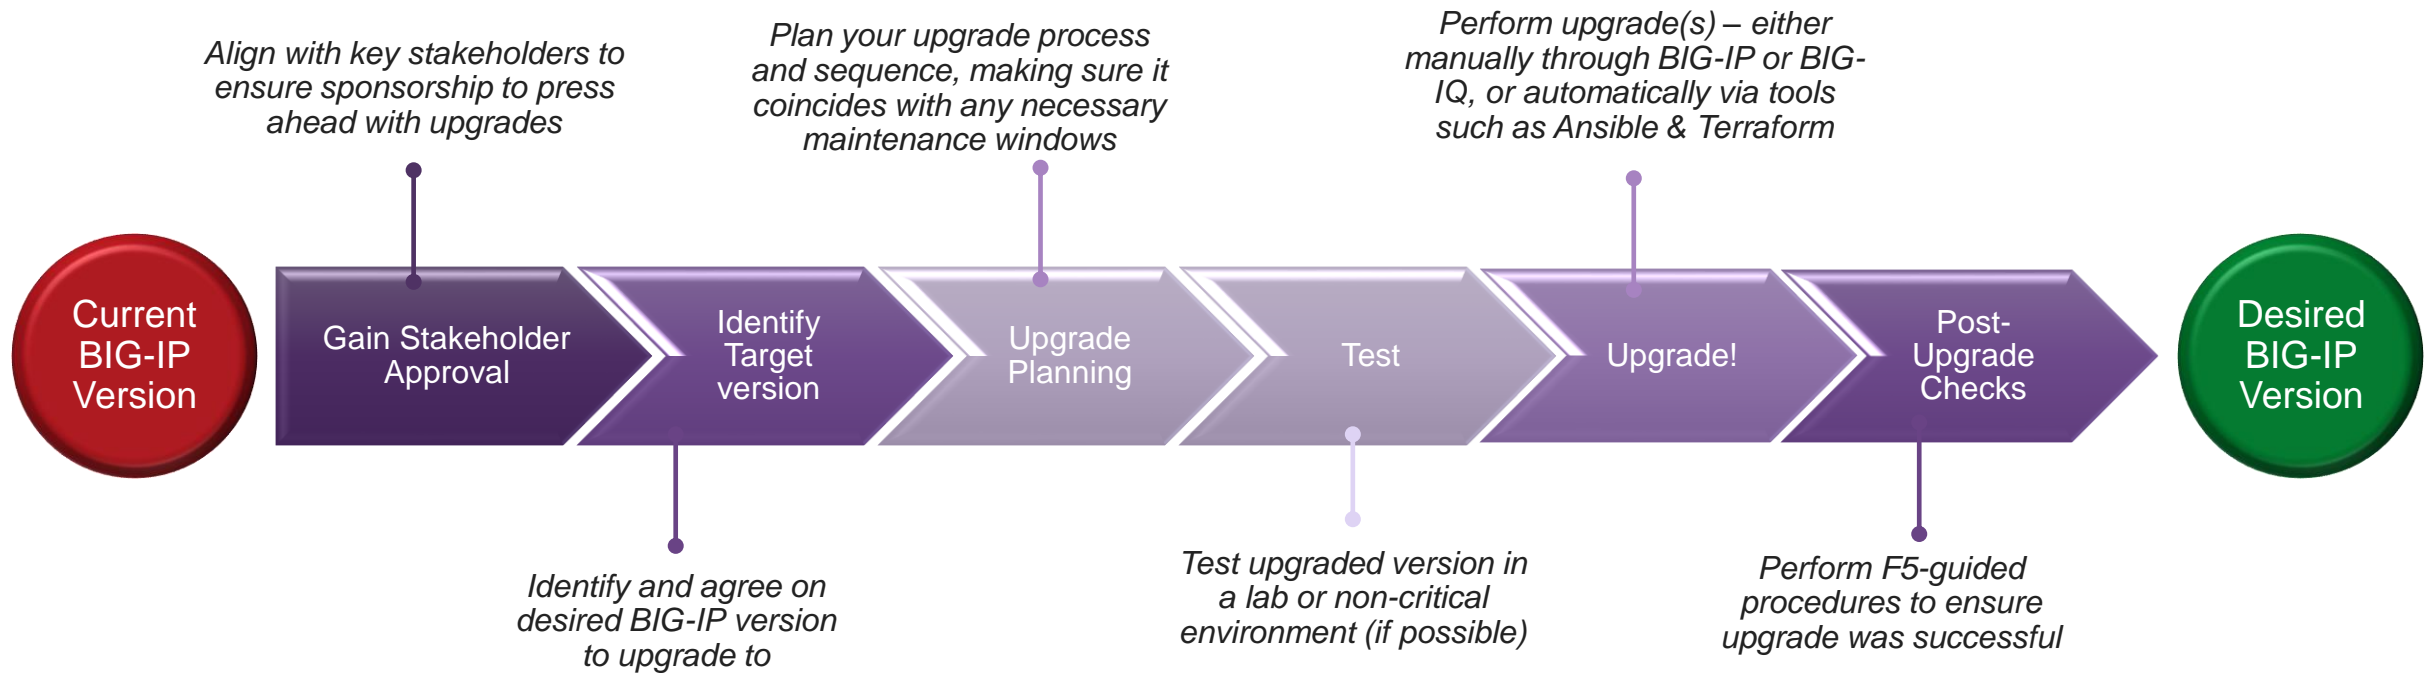 Align with key stakeholders to
ensure sponsorship to press
ahead with upgrades
Plan your upgrade process
and sequence, making sure it
coincides with any necessary
maintenance windows
Perform upgrade(s) – either
manually through BIG-IP or BIG-
IQ, or automatically via tools
such as Ansible & Terraform
Current
BIG-IP
Version
Gain Stakeholder
Approval
Identify
Target
version
Upgrade
Planning
Test
Upgrade!
Post-
Upgrade
Checks
Desired
BIG-IP
Version
Identify and agree on
desired BIG-IP version
to upgrade to
Test upgraded version in
a lab or non-critical
environment (if possible)
Perform F5-guided
procedures to ensure
upgrade was successful